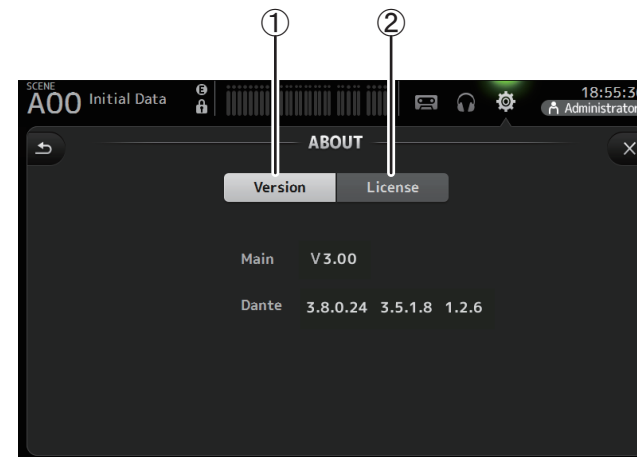 ① ②
SCENE
A00 Initial Data E 18:55:3
Administrator
ABOUT
Version License
Main V3.00
Dante 3.8.0.24 3.5.1.8 1.2.6